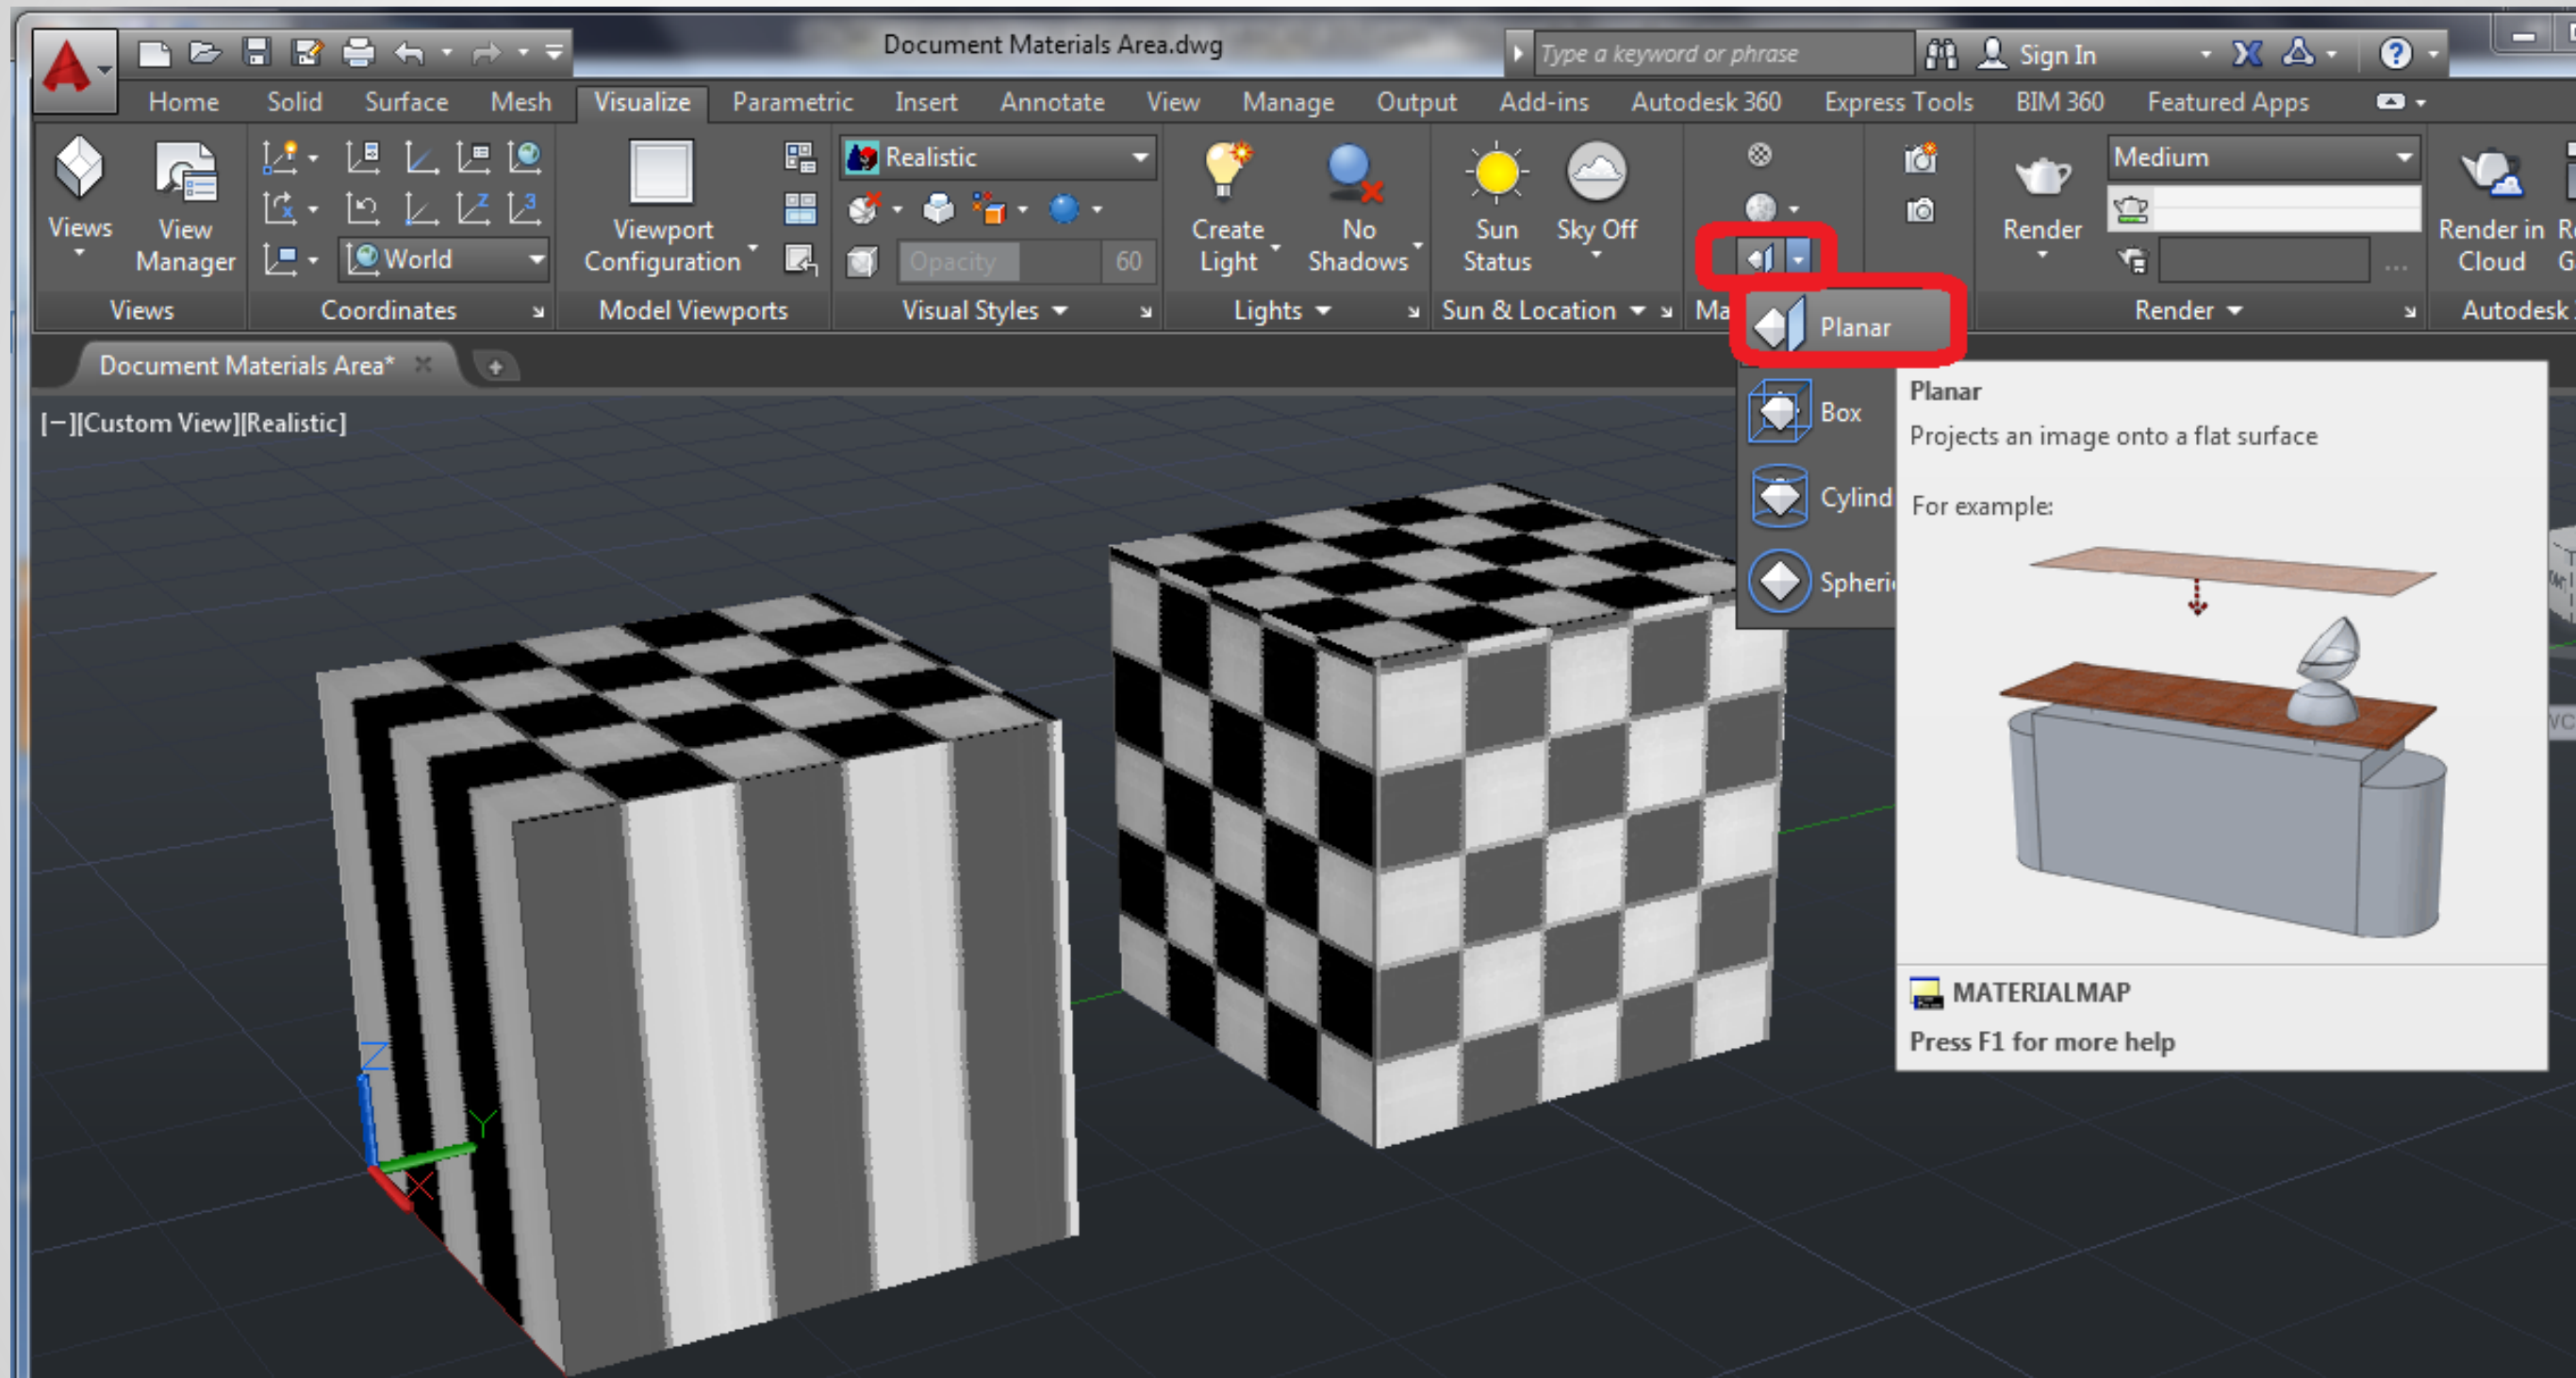 Document Materials Area.dwg
Type a keyword or phrase
Sign In
Home Solid Surface Mesh Visualize Parametric Insert Annotate View Manage Output Add-ins Autodesk 360 Express Tools BIM 360 Featured Apps
Views
View
Manager
World
Viewport
Configuration
Realistic
Opacity 60
Create
Light
No
Shadows
Sun
Status
Sky Off
Render
Medium
Render in
Cloud
Views Coordinates Model Viewports Visual Styles Lights Sun & Location Ma Render Autodesk
Document Materials Area*
[−][Custom View][Realistic]
Planar
Box
Cylind
Spheric
Planar
Projects an image onto a flat surface
For example:
MATERIALMAP
Press F1 for more help
Z
Y
X